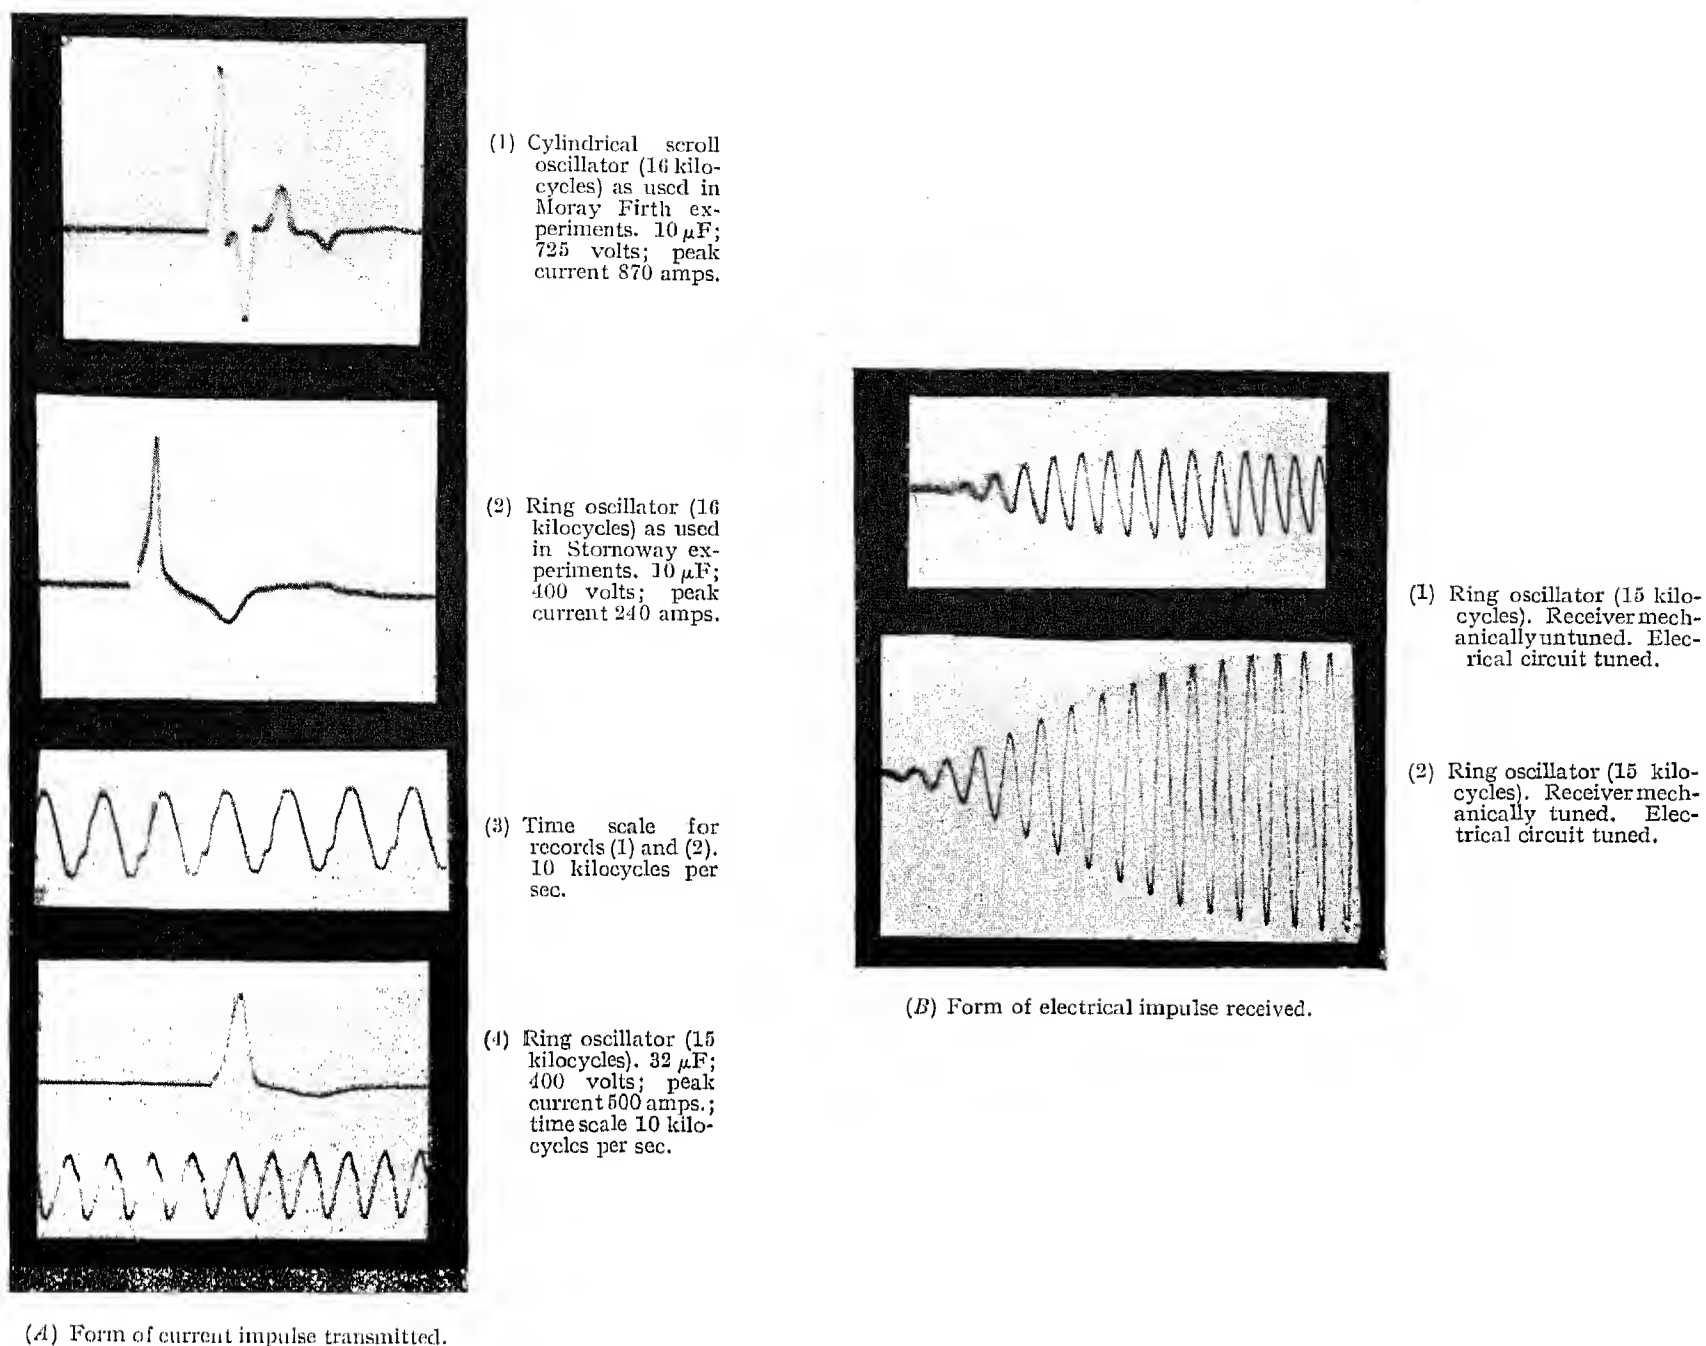 (1) Cylindrical scroll
oscillator (16 kilo-
cycles) as used in
Moray Firth ex-
periments. 10 μF;
725 volts; peak
current 870 amps.
(2) Ring oscillator (16
kilocycles) as used
in Stornoway ex-
periments. 10 μF;
400 volts; peak
current 240 amps.
(3) Time scale for
records (1) and (2).
10 kilocycles per
sec.
(4) Ring oscillator (15
kilocycles). 32 μF;
400 volts; peak
current 500 amps.;
time scale 10 kilo-
cycles per sec.
(A) Form of current impulse transmitted.
(1) Ring oscillator (15 kilo-
cycles). Receiver mech-
anically untuned. Elec-
rical circuit tuned.
(2) Ring oscillator (15 kilo-
cycles). Receiver mech-
anically tuned. Elec-
trical circuit tuned.
(B) Form of electrical impulse received.